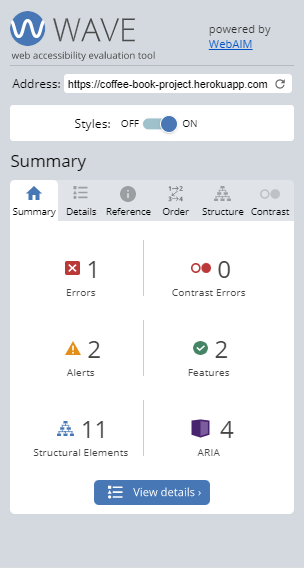 WAVE
powered by
WebAIM
web accessibility evaluation tool
Address: https://coffee-book-project.herokuapp.com
Styles: OFF ON
Summary
Summary Details Reference Order Structure Contrast
1 0
Errors Contrast Errors
2 2
Alerts Features
11 4
Structural Elements ARIA
View details ›